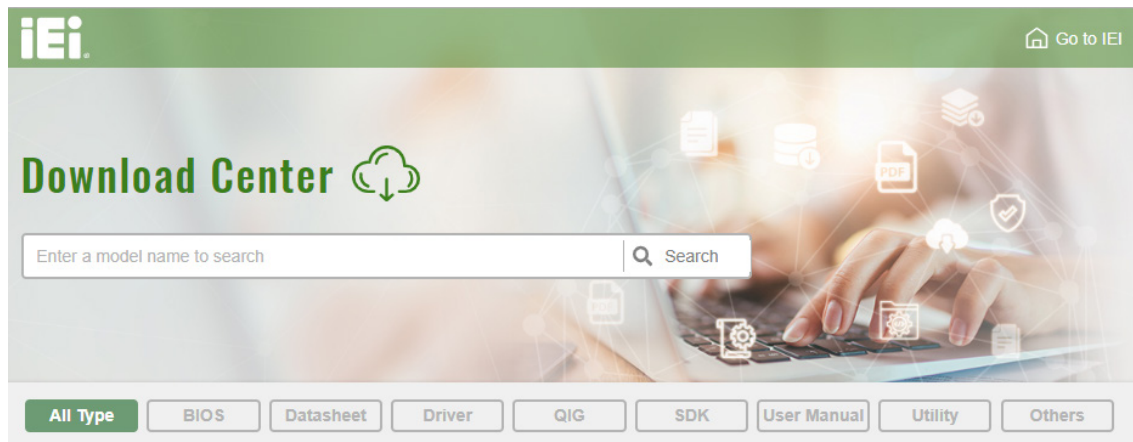 iEi
Go to IEI
Download Center
Enter a model name to search
Search
PDF
PDF
All Type
BIOS
Datasheet
Driver
QIG
SDK
User Manual
Utility
Others